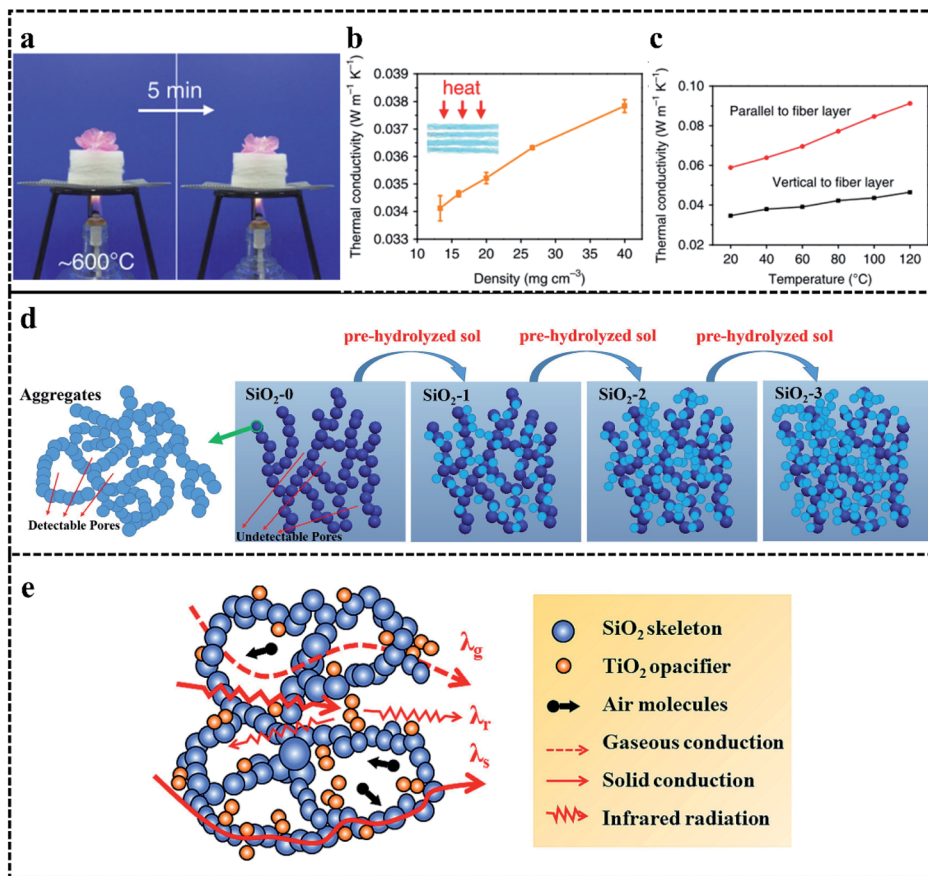 a
5 min
~600°C
b
Thermal conductivity (W m⁻¹ K⁻¹)
0.039
0.038
0.037
0.036
0.035
0.034
0.033
heat
15 20 25 30 35 40
Density (mg cm⁻³)
c
Thermal conductivity (W m⁻¹ K⁻¹)
0.10
0.08
0.06
0.04
0.02
Parallel to fiber layer
Vertical to fiber layer
20 40 60 80 100 120
Temperature (°C)
d
pre-hydrolyzed sol
pre-hydrolyzed sol
pre-hydrolyzed sol
Aggregates
SiO₂-0
SiO₂-1
SiO₂-2
SiO₂-3
Detectable Pores
Undetectable Pores
e
λg
λr
λs
SiO₂ skeleton
TiO₂ opacifier
Air molecules
Gaseous conduction
Solid conduction
Infrared radiation